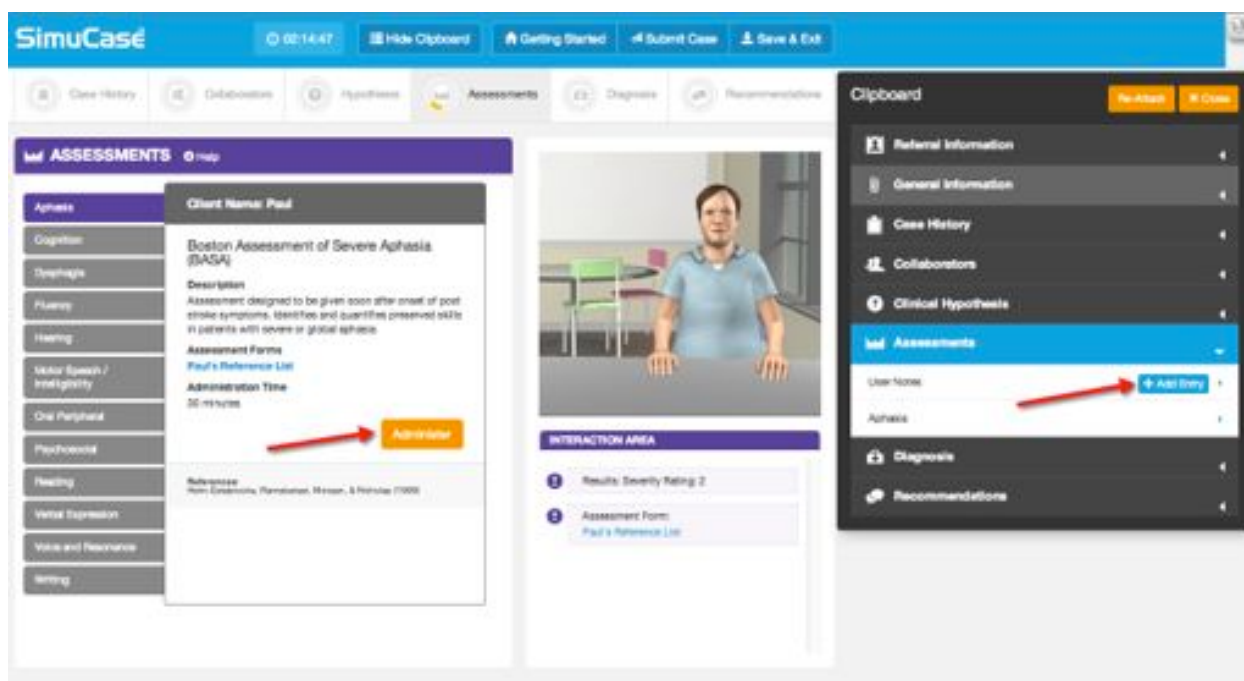 SimuCase
02:14:47
Hide Clipboard
Getting Started
Submit Case
Save & Exit
Case History
Collaborators
Hypothesis
Assessments
Diagnosis
Recommendations
ASSESSMENTS Help
Aphasia
Cognition
Dysphagia
Fluency
Hearing
Motor Speech /
Intelligibility
Oral Peripheral
Psychosocial
Reading
Verbal Expression
Voice and Resonance
Writing
Client Name: Paul
Boston Assessment of Severe Aphasia
(BASA)
Description
Assessment designed to be given soon after onset of post
stroke symptoms. Identifies and quantifies preserved skills
in patients with severe or global aphasia
Assessment Forms
Paul's Reference List
Administration Time
30 minutes
Administer
References
INTERACTION AREA
Results: Severity Rating: 2
Assessment Form:
Paul's Reference List
Clipboard
Re-Attach
Close
Referral Information
General Information
Case History
Collaborators
Clinical Hypothesis
Assessments
User Notes
+ Add Entry
Aphasia
Diagnosis
Recommendations